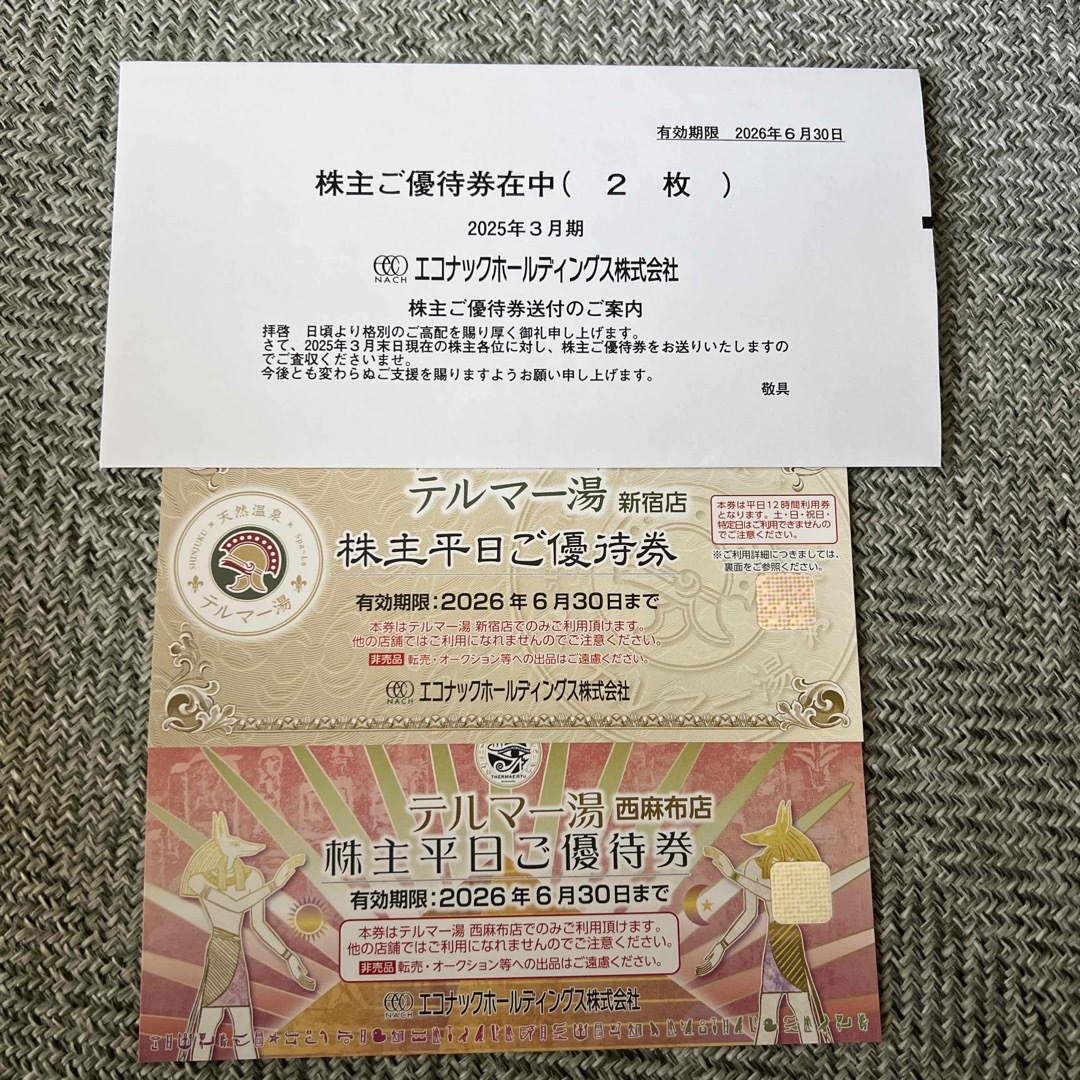 有効期限　2026年6月30日
株主ご優待券在中(　2　枚　)
2025年3月期
NACH エコナックホールディングス株式会社
株主ご優待券送付のご案内
拝啓　日頃より格別のご高配を賜り厚く御礼申し上げます。
さて、2025年3月末日現在の株主各位に対し、株主ご優待券をお送りいたしますの
でご査収くださいませ。
今後とも変わらぬご支援を賜りますようお願い申し上げます。
敬具
テルマー湯 新宿店
株主平日ご優待券
有効期限：2026年6月30日まで
本券はテルマー湯 新宿店でのみご利用頂けます。
他の店舗ではご利用になれませんのでご注意ください。
非売品 転売・オークション等への出品はご遠慮ください。
NACH エコナックホールディングス株式会社
天然温泉
SHINJUKU
Spa-La
テルマー湯
本券は平日12時間利用券
となります。土・日・祝日・
特定日はご利用できませんの
でご注意ください。
※ご利用詳細につきましては、
裏面をご参照ください。
THERMAE-YU
テルマー湯 西麻布店
株主平日ご優待券
有効期限：2026年6月30日まで
本券はテルマー湯 西麻布店でのみご利用頂けます。
他の店舗ではご利用になれませんのでご注意ください。
非売品 転売・オークション等への出品はご遠慮ください。
NACH エコナックホールディングス株式会社